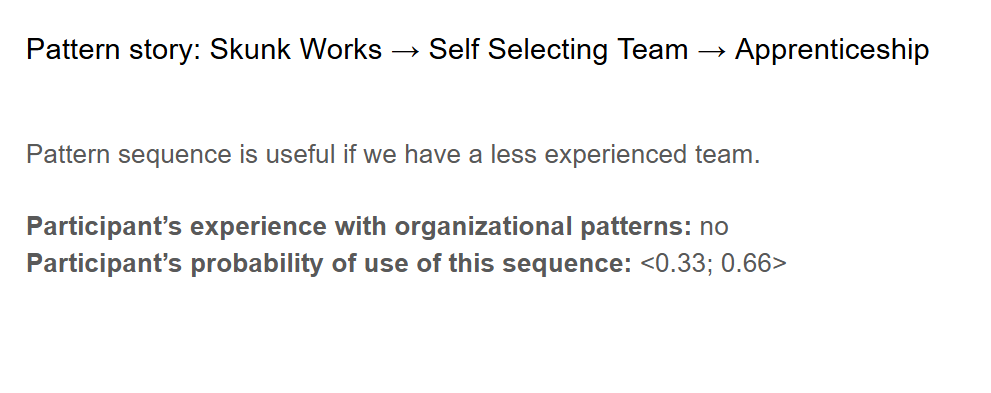 Pattern story: Skunk Works → Self Selecting Team → Apprenticeship
Pattern sequence is useful if we have a less experienced team.
Participant’s experience with organizational patterns: no
Participant’s probability of use of this sequence: <0.33; 0.66>